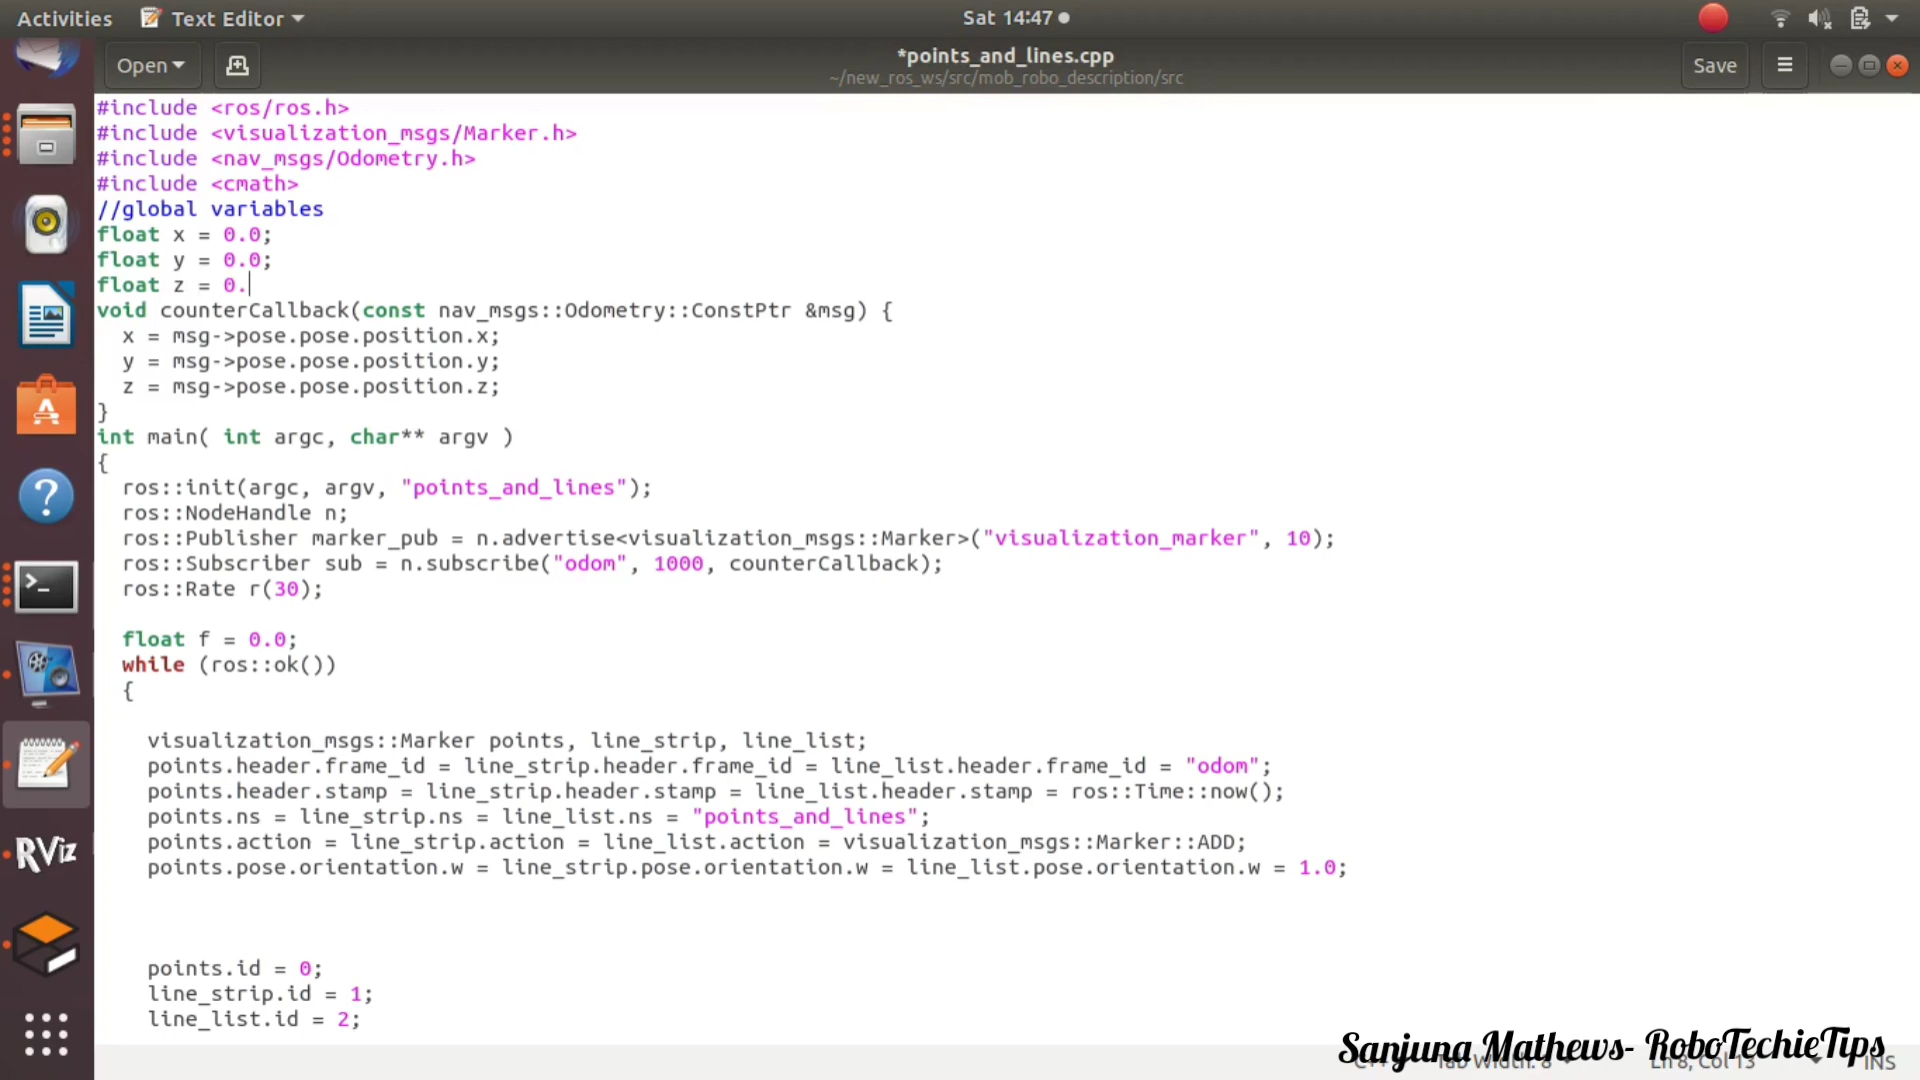 Activities Text Editor Sat 14:47
Open *points_and_lines.cpp Save
~/new_ros_ws/src/mob_robo_description/src
#include <ros/ros.h>
#include <visualization_msgs/Marker.h>
#include <nav_msgs/Odometry.h>
#include <cmath>
//global variables
float x = 0.0;
float y = 0.0;
float z = 0.
void counterCallback(const nav_msgs::Odometry::ConstPtr &msg) {
  x = msg->pose.pose.position.x;
  y = msg->pose.pose.position.y;
  z = msg->pose.pose.position.z;
}
int main( int argc, char** argv )
{
  ros::init(argc, argv, "points_and_lines");
  ros::NodeHandle n;
  ros::Publisher marker_pub = n.advertise<visualization_msgs::Marker>("visualization_marker", 10);
  ros::Subscriber sub = n.subscribe("odom", 1000, counterCallback);
  ros::Rate r(30);
  float f = 0.0;
  while (ros::ok())
  {
    visualization_msgs::Marker points, line_strip, line_list;
    points.header.frame_id = line_strip.header.frame_id = line_list.header.frame_id = "odom";
    points.header.stamp = line_strip.header.stamp = line_list.header.stamp = ros::Time::now();
    points.ns = line_strip.ns = line_list.ns = "points_and_lines";
    points.action = line_strip.action = line_list.action = visualization_msgs::Marker::ADD;
    points.pose.orientation.w = line_strip.pose.orientation.w = line_list.pose.orientation.w = 1.0;
    points.id = 0;
    line_strip.id = 1;
    line_list.id = 2;
RViz
Sanjuna Mathews- RoboTechieTips
C++ Tab Width: 8 Ln 8, Col 13 INS